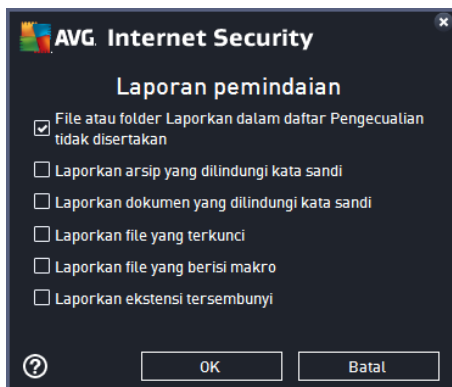 AVG. Internet Security
Laporan pemindaian
File atau folder Laporkan dalam daftar Pengecualian
tidak disertakan
Laporkan arsip yang dilindungi kata sandi
Laporkan dokumen yang dilindungi kata sandi
Laporkan file yang terkunci
Laporkan file yang berisi makro
Laporkan ekstensi tersembunyi
? OK Batal